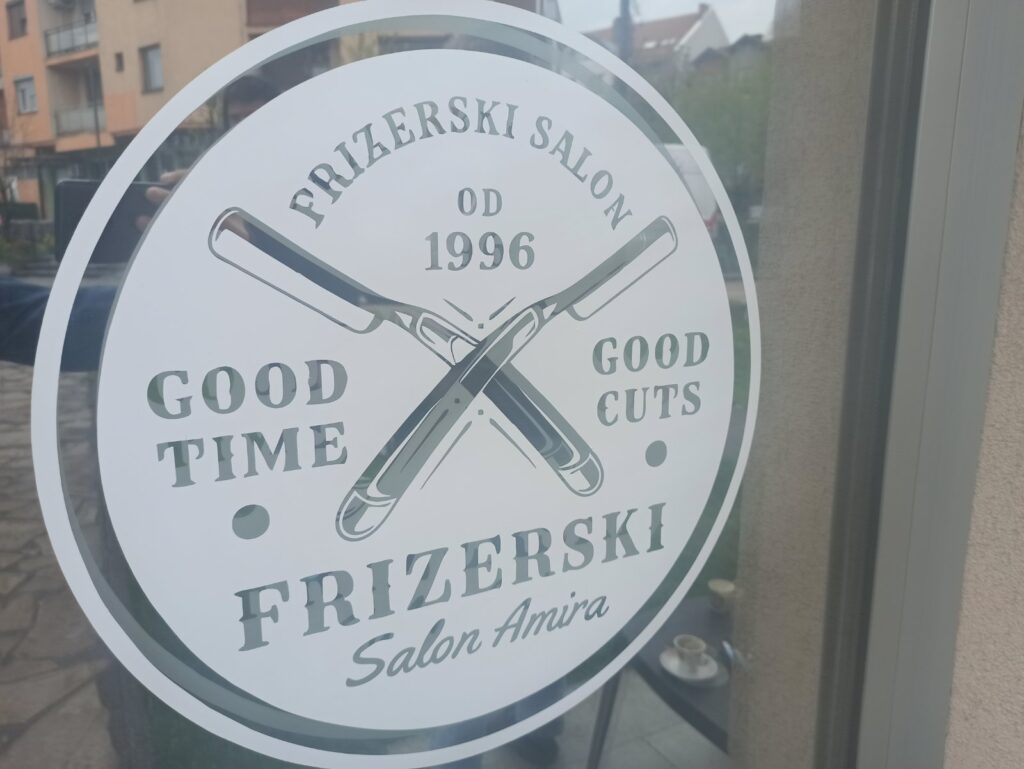 FRIZERSKI SALON
OD
1996
GOOD
TIME
GOOD
CUTS
FRIZERSKI
Salon Amira